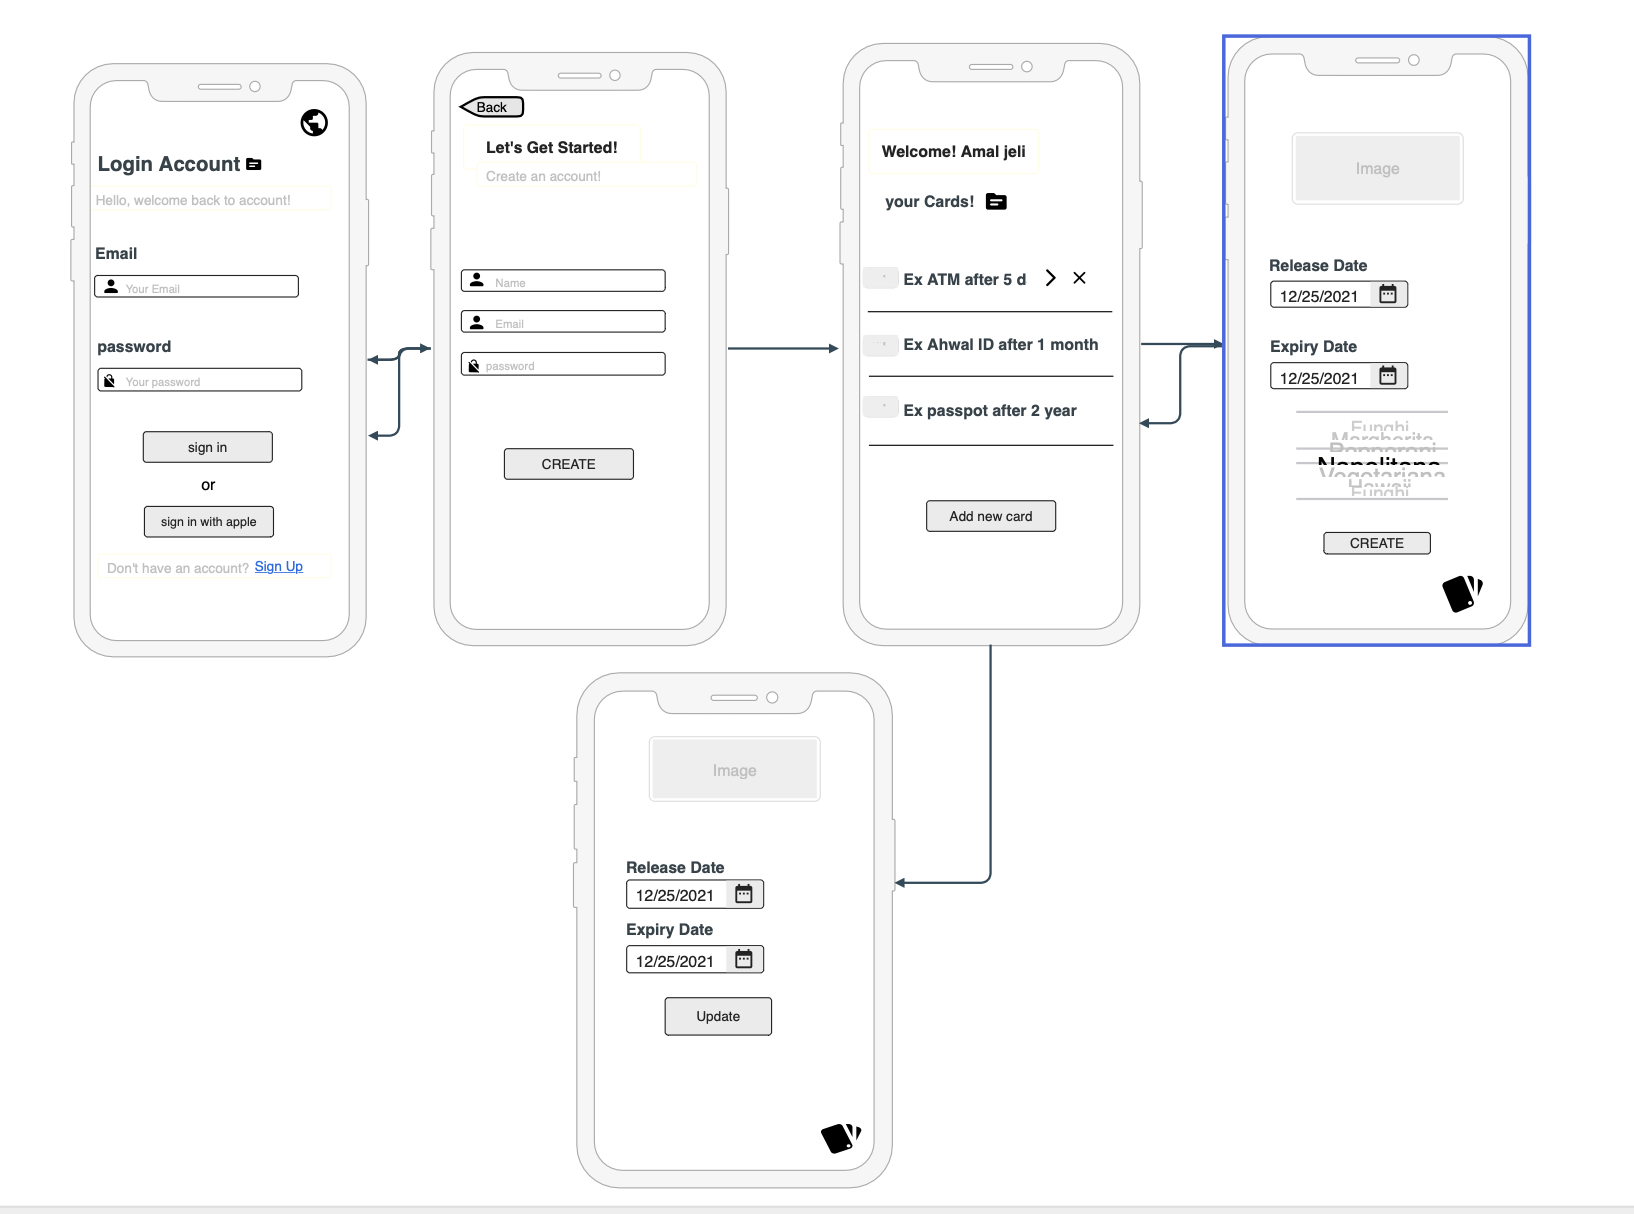 Login Account
Hello, welcome back to account!
Email
Your Email
password
Your password
sign in
or
sign in with apple
Don't have an account? Sign Up
Back
Let's Get Started!
Create an account!
Name
Email
password
CREATE
Welcome! Amal jeli
your Cards!
Ex ATM after 5 d
Ex Ahwal ID after 1 month
Ex passpot after 2 year
Add new card
Image
Release Date
12/25/2021
Expiry Date
12/25/2021
Funghi
Margherita
Pepperoni
Napolitana
Vegetariana
Hawaii
Funghi
CREATE
Image
Release Date
12/25/2021
Expiry Date
12/25/2021
Update